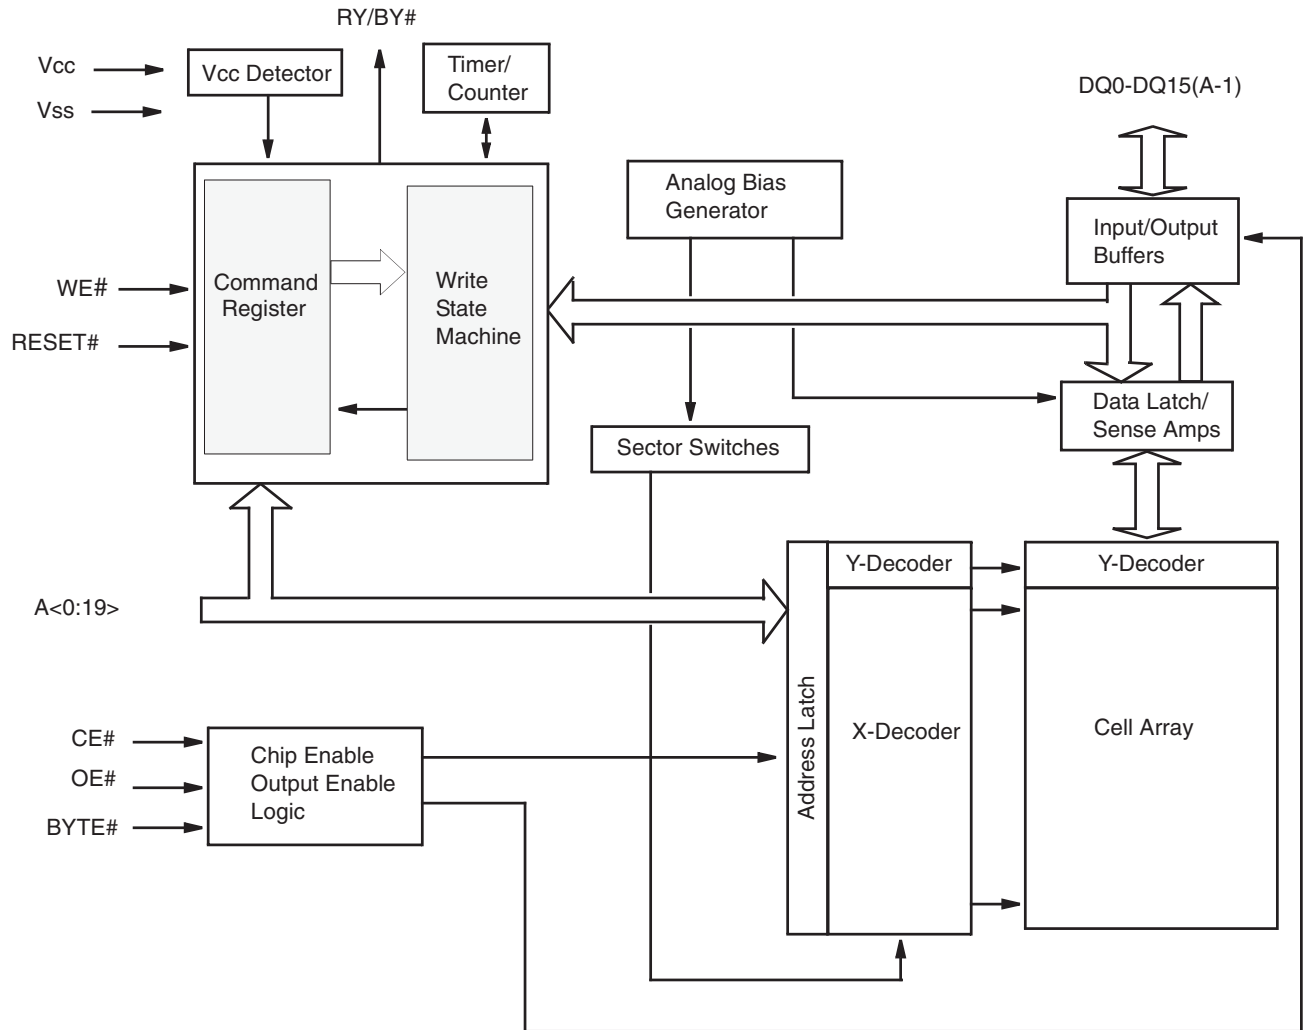 RY/BY#
Vcc
Vss
Vcc Detector
Timer/
Counter
DQ0-DQ15(A-1)
Analog Bias
Generator
Input/Output
Buffers
WE#
RESET#
Command
Register
Write
State
Machine
Data Latch/
Sense Amps
Sector Switches
A<0:19>
Y-Decoder
Y-Decoder
Address Latch
X-Decoder
Cell Array
CE#
OE#
BYTE#
Chip Enable
Output Enable
Logic